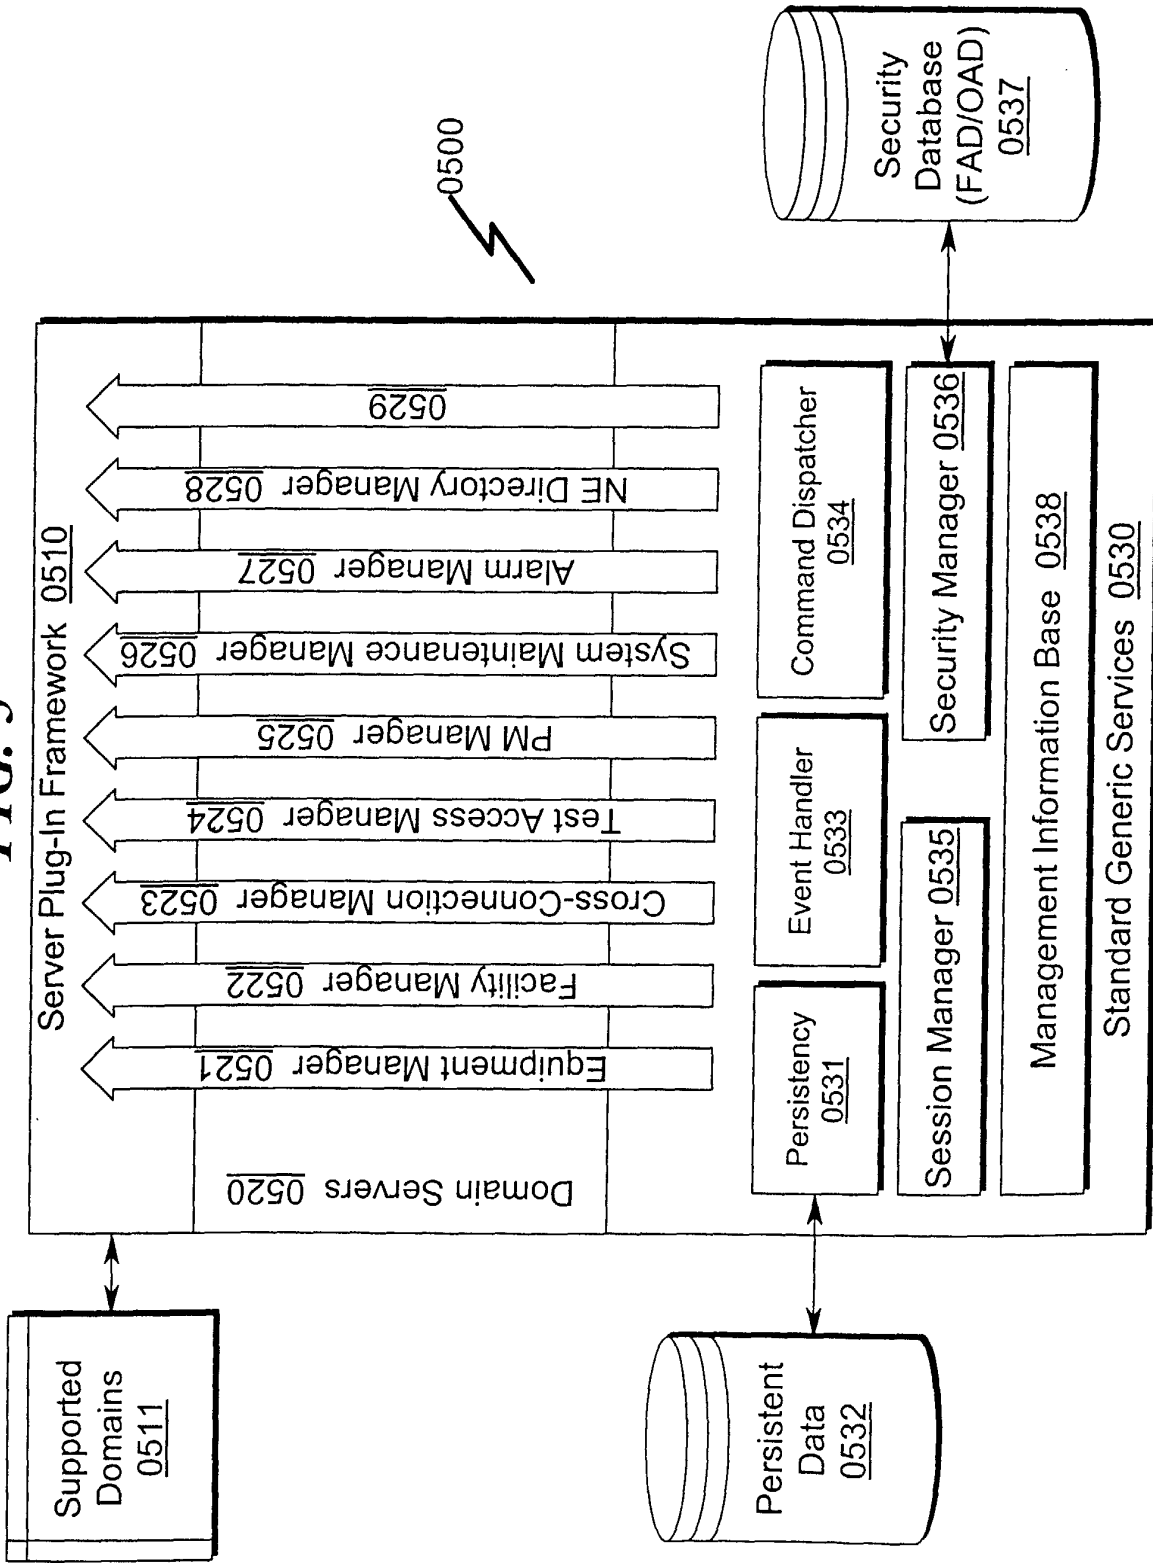 FIG. 5
0500
Supported
Domains
0511
Server Plug-In Framework 0510
Domain Servers 0520
Equipment Manager 0521
Facility Manager 0522
Cross-Connection Manager 0523
Test Access Manager 0524
PM Manager 0525
System Maintenance Manager 0526
Alarm Manager 0527
NE Directory Manager 0528
0529
Persistent
Data
0532
Persistency
0531
Event Handler
0533
Command Dispatcher
0534
Session Manager 0535
Security Manager 0536
Management Information Base 0538
Standard Generic Services 0530
Security
Database
(FAD/OAD)
0537